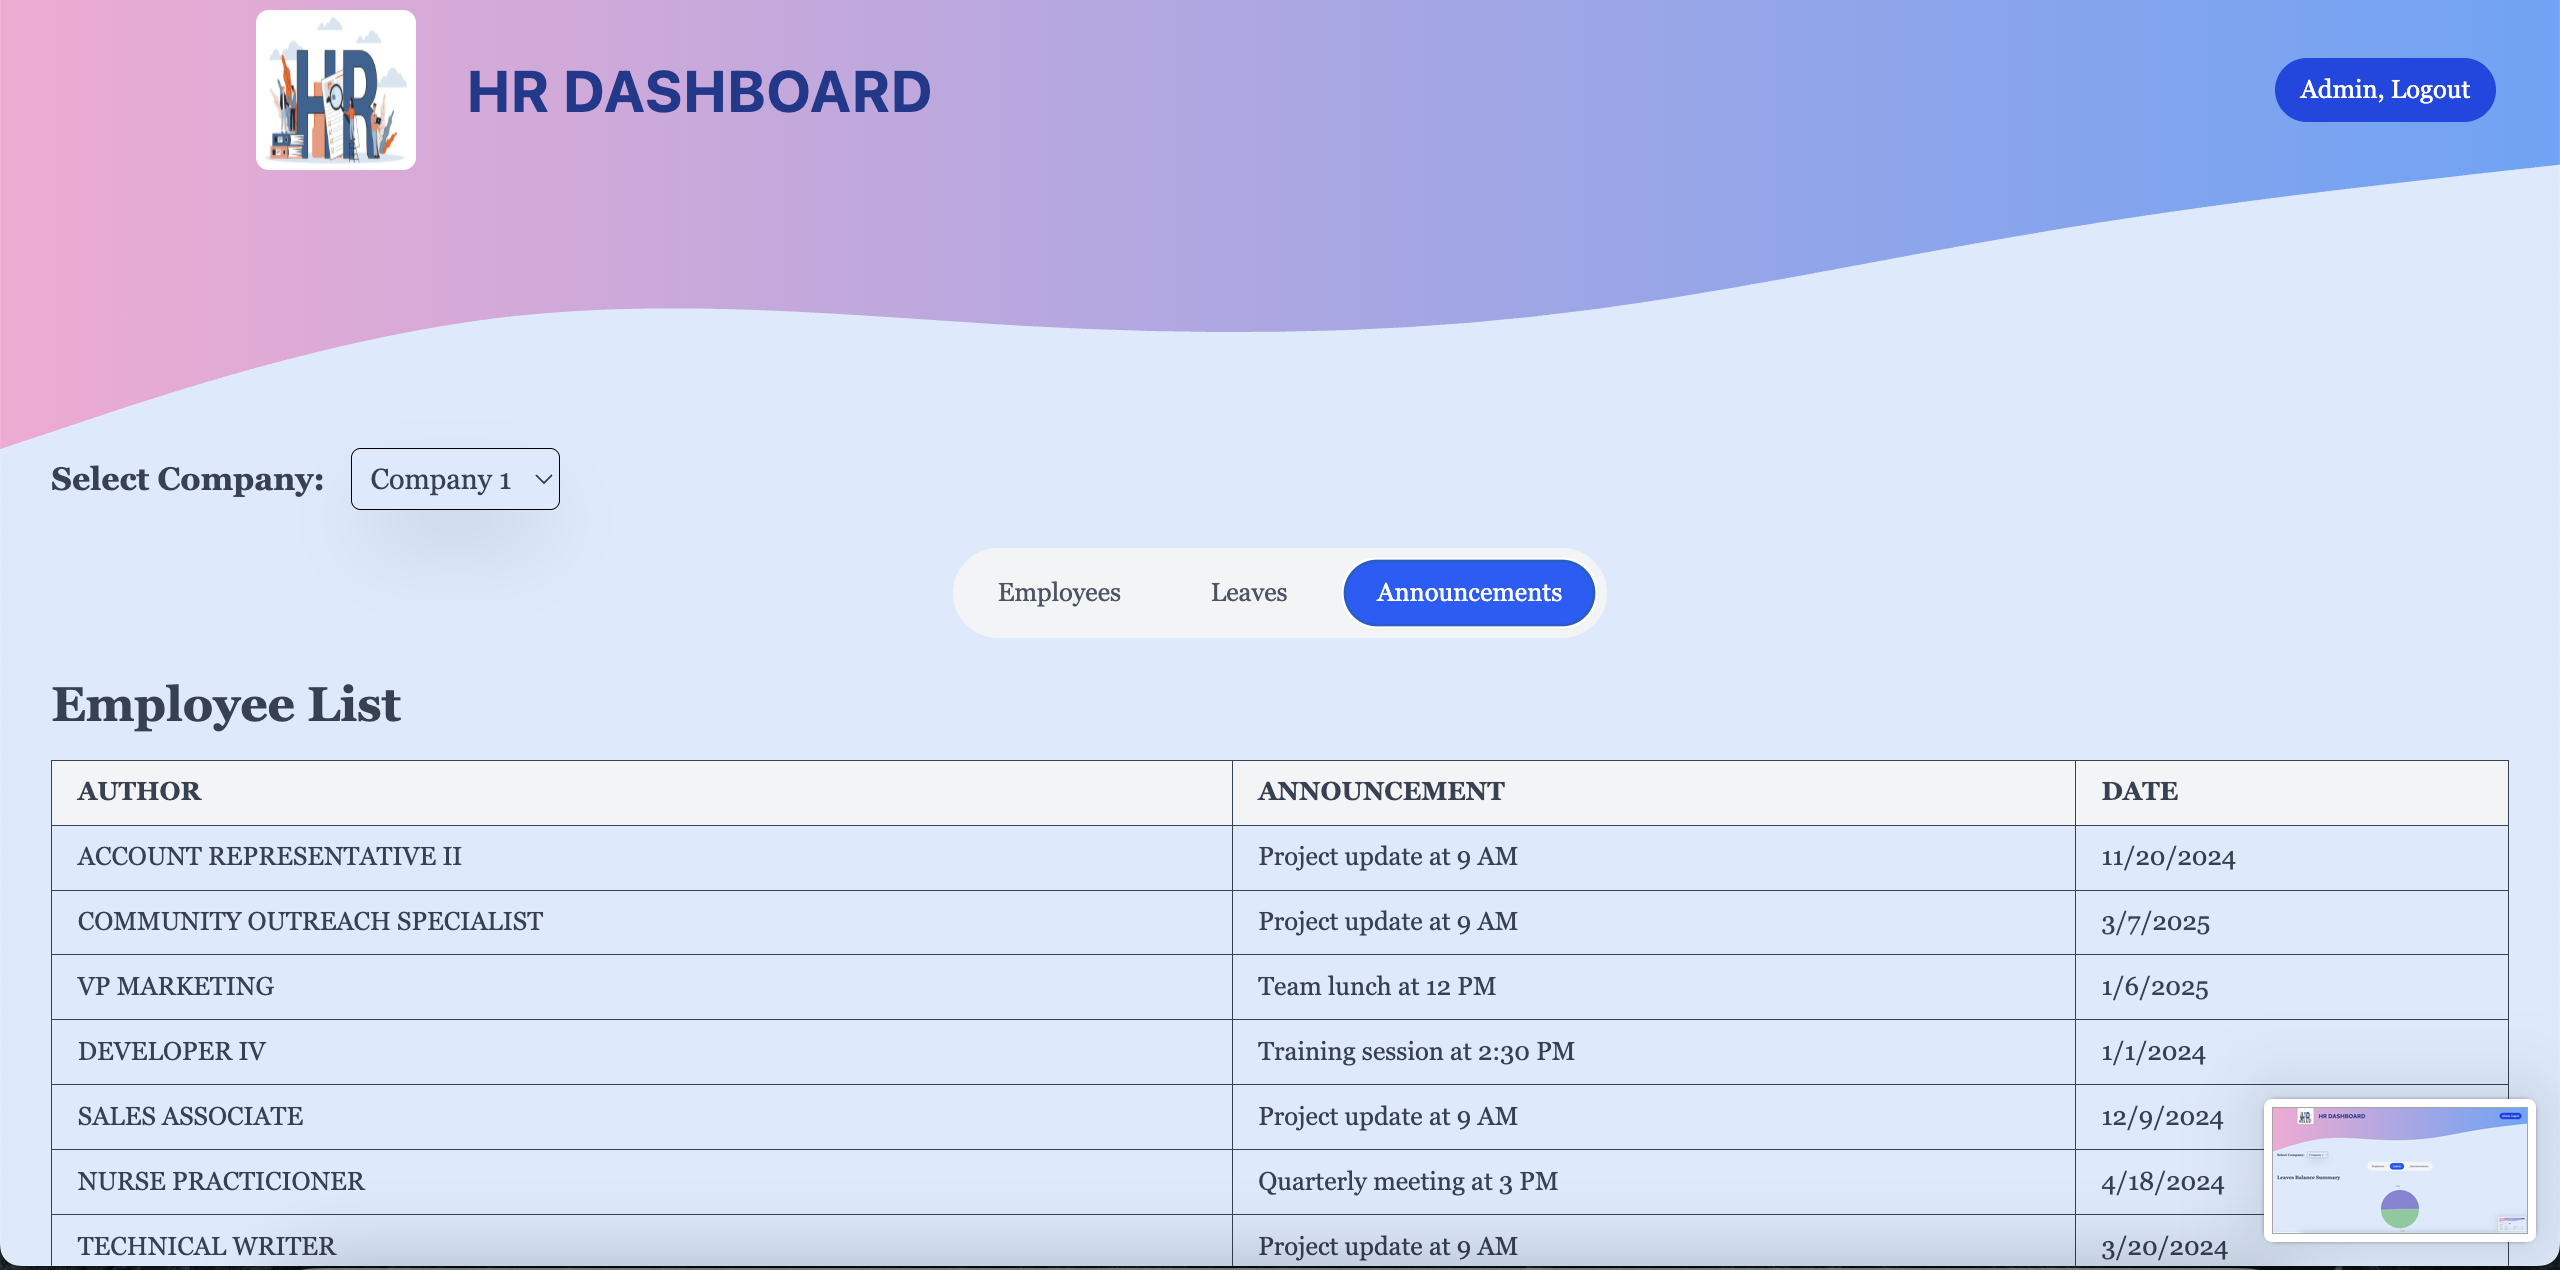 HR
HR DASHBOARD
Admin, Logout
Select Company: Company 1
Employees Leaves Announcements
Employee List
AUTHOR ANNOUNCEMENT DATE
ACCOUNT REPRESENTATIVE II Project update at 9 AM 11/20/2024
COMMUNITY OUTREACH SPECIALIST Project update at 9 AM 3/7/2025
VP MARKETING Team lunch at 12 PM 1/6/2025
DEVELOPER IV Training session at 2:30 PM 1/1/2024
SALES ASSOCIATE Project update at 9 AM 12/9/2024
NURSE PRACTICIONER Quarterly meeting at 3 PM 4/18/2024
TECHNICAL WRITER Project update at 9 AM 3/20/2024
HR DASHBOARD
Select Company:
Leaves Balance Summary